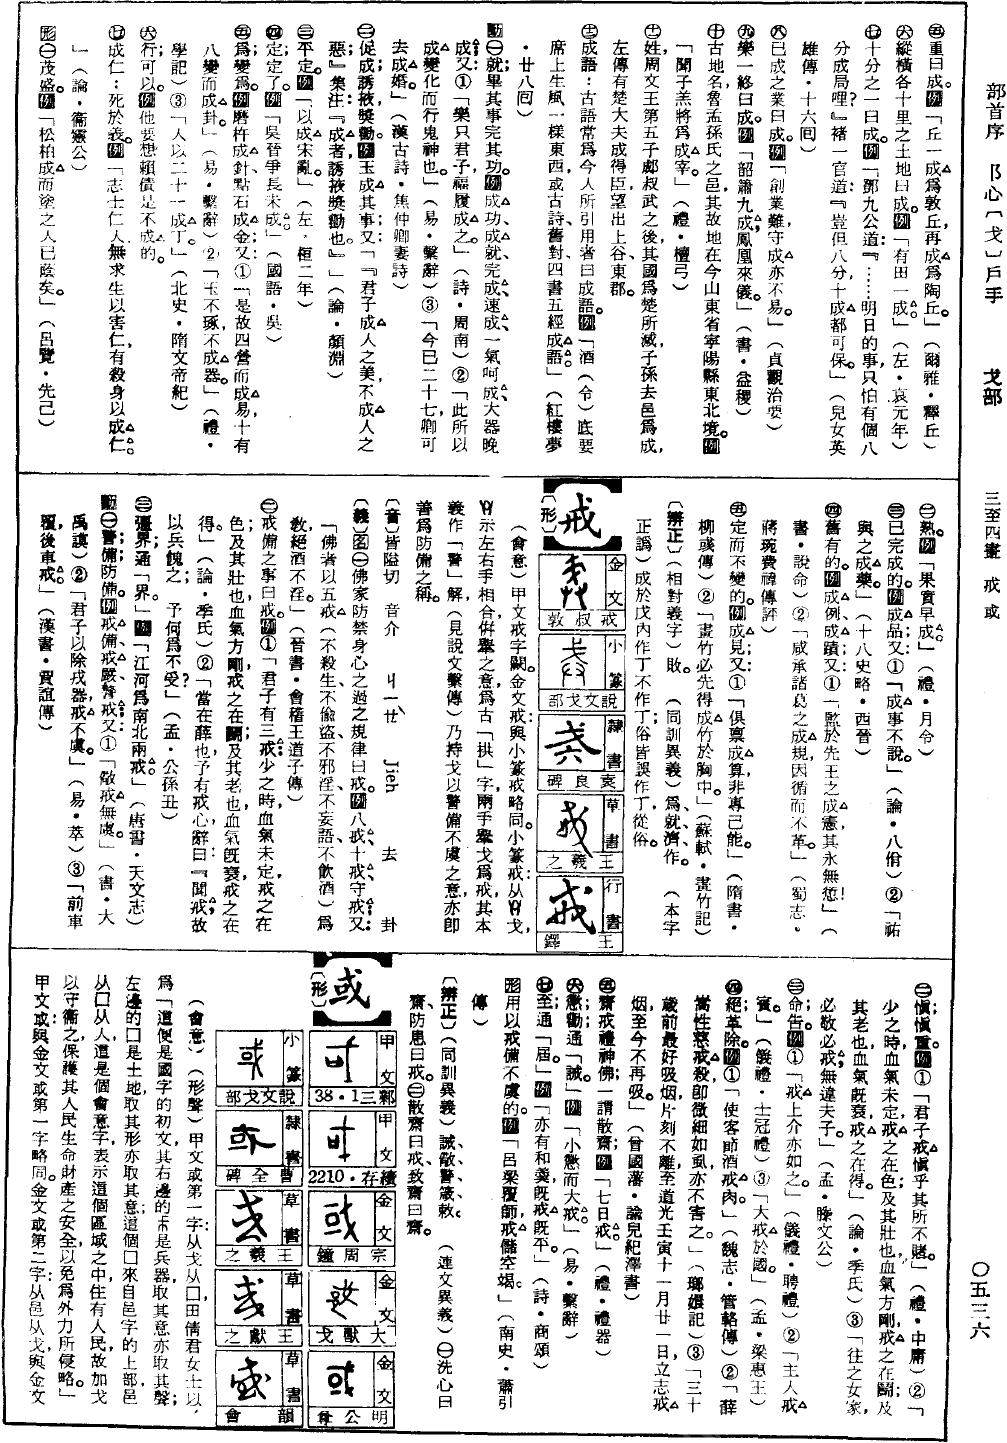 部首序 阝心〔戈〕戶手 戈部 三至四畫 戒 或 〇五三六
㊄重曰成。例「丘一成爲敦丘，再成爲陶丘。」（爾雅·釋丘）
㊅縱橫各十里之土地曰成。例「有田一成。」（左·哀元年）
㊆十分之一曰成。例「鄧九公道：『……明日的事只怕有個八
分成局哩？』褚一官道：『豈但八分，十成都可保。」（兒女英
雄傳·十六回）
㊇已成之業曰成。例「創業難，守成亦不易。」（貞觀治要）
㊈樂一終曰成。例「韶簫九成，鳳凰來儀。」（書·益稷）
㊉古地名，魯孟孫氏之邑，其故地在今山東省寧陽縣東北境。例
「聞子羔將爲成宰。」（禮·檀弓）
姓，周文王第五子郕叔武之後，其國爲楚所滅，子孫去邑爲成，
左傳有楚大夫成得臣，望出上谷、東郡。
成語：古語常爲今人所引用者曰成語。例「酒（令）底要
席上生風一樣東西，或古詩、舊對、四書五經成語。」（紅樓夢
·廿八回）
動㊀就，畢其事，完其功。例成功，成就，完成，速成，一氣呵成，大器晚
成；又①「樂只君子，福履成之。」（詩·周南）②「此所以
成變化而行鬼神也。」（易·繫辭）③「今已二十七，卿可
去成婚。」（漢古詩·焦仲卿妻詩）
㊁促成，誘掖獎勸。例玉成其事；又「『君子成人之美，不成人之
惡。』集注：『成者，誘掖獎勸也。』」（論·顏淵）
㊂平定。例「以成宋亂。」（左·桓二年）
㊃定，定了。例「吳晉爭長未成。」（國語·吳）
㊄爲，變爲。例磨杵成針，點石成金；又①「是故四營而成易，十有
八變而成卦。」（易·繫辭）②「玉不琢，不成器。」（禮·
學記）③「人以二十一成丁。」（北史·隋文帝紀）
㊅行，可以。例他要想賴債是不成的。
㊆成仁：死於義。例「志士仁人，無求生以害仁，有殺身以成仁。
」（論·衛靈公）
形㊀茂盛。例「松柏成，而塗之人已蔭矣。」（呂覽·先己）
㊁熟。例「果實早成。」（禮·月令）
㊂已完成的。例成品；又①「成事不說。」（論·八佾）②「祐
與之成藥。」（十八史略·西晉）
㊃舊有的。例成例，成蹟；又①「監於先王之成憲，其永無愆！」（
書·說命）②「咸承諸葛之成規，因循而不革。」（蜀志·
蔣琬費禕傳評）
㊄定而不變的。例成見；又①「俱稟成算，非專己能。」（隋書·
柳彧傳）②「畫竹必先得成竹於胸中。」（蘇軾·畫竹記）
〔辨正〕（相對義字）敗。（同訓異義）爲、就、濟、作。（本字
正譌）成於戊內作丁，不作丁；俗皆誤作丁，從俗。
戒
〔形〕
金文 戒叔敦
小篆 說文戈部
隸書 袁良碑
草書 王羲之
行書 王鐸
（會意）甲文戒字闕。金文戒：與小篆戒略同。小篆戒：从廾戈，
廾示左右手相合併舉之意，爲古「拱」字，兩手舉戈爲戒；其本
義作「警」解（見說文繫傳），乃持戈以警備不虞之意；亦即
善爲防備之稱。
〔音〕皆隘切 音介 ㄐㄧㄝˋ Jieh 去 卦
〔義〕名㊀佛家防禁身心之過之規律曰戒。例八戒，十戒，守戒；又
「佛者以五戒（不殺生、不偷盜、不邪淫、不妄語、不飲酒）爲
教，絕酒不淫。」（晉書·會稽王道子傳）
㊁戒備之事曰戒。例①「君子有三戒：少之時，血氣未定，戒之在
色；及其壯也，血氣方剛，戒之在鬬；及其老也，血氣既衰，戒之在
得。」（論·季氏）②「當在薛也，予有戒心；辭曰：『聞戒，故
以兵餽之。』予何爲不受？」（孟·公孫丑）
㊂疆界；通「界」。例「江河爲南北兩戒。」（唐書·天文志）
動㊀警備，防備。例戒備，戒嚴，警戒；又①「儆戒無虞。」（書·大
禹謨）②「君子以除戎器，戒不虞。」（易·萃）③「前車
覆，後車戒。」（漢書·賈誼傳）
㊁慎，慎重。例①「君子戒慎乎其所不睹。」（禮·中庸）②「
少之時，血氣未定，戒之在色；及其壯也，血氣方剛，戒之在鬬；及
其老也，血氣既衰，戒之在得。」（論·季氏）③「往之女家，
必敬必戒，無違夫子。」（孟·滕文公）
㊂命，告。例①「戒上介亦如之。」（儀禮·聘禮）②「主人戒
賓。」（儀禮·士冠禮）③「大戒於國。」（孟·梁惠王）
㊃絕，革除。例①「使客節酒戒肉。」（魏志·管輅傳）②「薛
嵩性慈戒殺，即微細如虱，亦不害之。」（瑯嬛記）③「三十
歲前最好吸烟，片刻不離，至道光壬寅十一月廿一日立志戒
烟，至今不再吸。」（曾國藩·諭兒紀澤書）
㊄齋戒，禮神佛；一謂散齋。例「七日戒。」（禮·禮器）
㊅懲勸；通「誡」。例「小懲而大戒。」（易·繫辭）
㊆至；通「屆」。例「亦有和羹，既戒既平。」（詩·商頌）
形用以戒備不虞的。例「呂梁覆師，戒儲空竭。」（南史·蕭引
傳）
〔辨正〕（同訓異義）誡、儆、警、箴、敕。（連文異義）㊀洗心曰
齋，防患曰戒。㊁散齋曰戒，致齋曰齋。
或
〔形〕
甲文 鄴三1·38
甲文 續存·2210
金文 宗周鐘
金文 大獸戈
金文 明公𣪘
小篆 說文戈部
隸書 曹全碑
草書 王羲之
草書 王獻之
草書 韻會
（會意）（形聲）甲文或第一字：从戈从口，田倩君女士以
爲「這便是國字的初文，其右邊的是兵器，取其意亦取其聲；
左邊的口是土地，取其形亦取其意；這個口來自邑字的上部，邑
从口从人，這是個會意字，表示這個區域之中住有人民，故加戈
以守衛之，保護其人民生命財產之安全，以免爲外力所侵略。」
甲文或：與金文或第一字略同。金文或第二字：从邑从戈，與金文